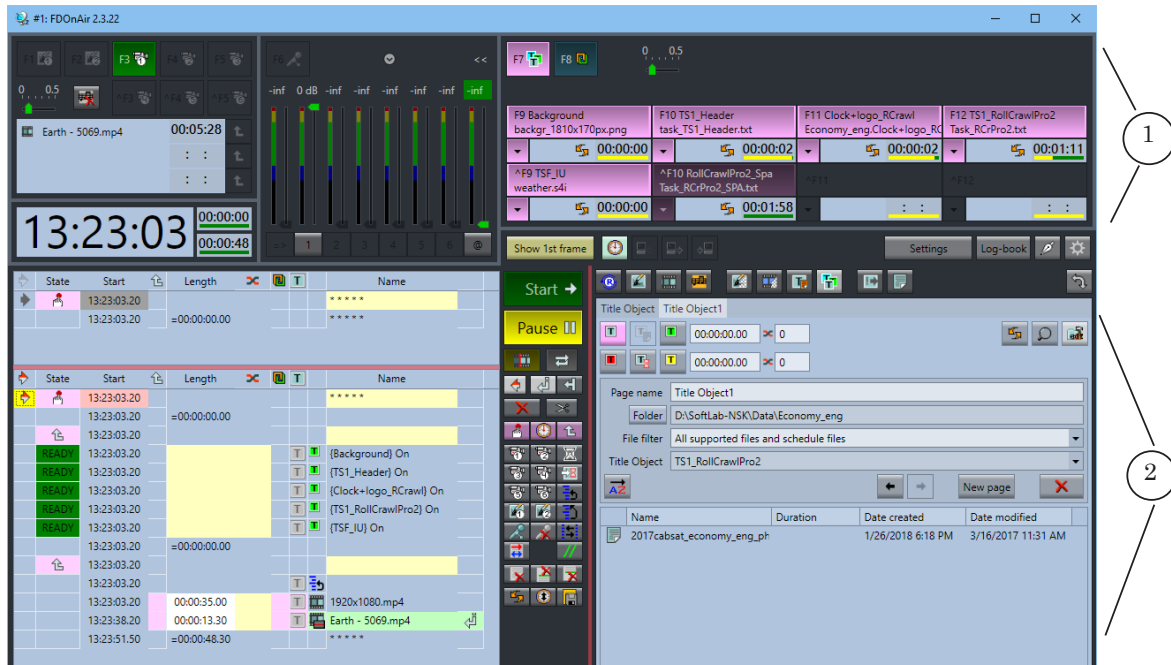 #1: FDOnAir 2.3.22
F1 F2 F3 F4 F5 F6 <<
0 0.5 ^F3 ^F4 ^F5
-inf 0 dB -inf -inf -inf -inf -inf -inf
Earth - 5069.mp4 00:05:28
: :
: :
13:23:03 00:00:00
00:00:48
=> 1 2 3 4 5 6 @
F7 F8 0 0.5
F9 Background F10 TS1_Header F11 Clock+logo_RCrawl F12 TS1_RollCrawlPro2
backgr_1810x170px.png task_TS1_Header.txt Economy_eng.Clock+logo_RC Task_RCrPro2.txt
00:00:00 00:00:02 00:00:02 00:01:11
^F9 TSF_IU ^F10 RollCrawlPro2_Spa ^F11 ^F12
weather.s4i Task_RCrPro2_SPA.txt
00:00:00 00:01:58 : : : :
Show 1st frame Settings Log-book
1
State Start Length T Name
13:23:03.20 * * * * *
13:23:03.20 =00:00:00.00 * * * * *
State Start Length T Name
13:23:03.20 * * * * *
13:23:03.20 =00:00:00.00
13:23:03.20
READY 13:23:03.20 T T {Background} On
READY 13:23:03.20 T T {TS1_Header} On
READY 13:23:03.20 T T {Clock+logo_RCrawl} On
READY 13:23:03.20 T T {TS1_RollCrawlPro2} On
READY 13:23:03.20 T T {TSF_IU} On
13:23:03.20 =00:00:00.00
13:23:03.20
13:23:03.20 T
13:23:03.20 00:00:35.00 T 1920x1080.mp4
13:23:38.20 00:00:13.30 T Earth - 5069.mp4
13:23:51.50 =00:00:48.30 * * * * *
Start
Pause
Title Object Title Object1
T T T 00:00:00.00 0
T T T 00:00:00.00 0
Page name Title Object1
Folder D:\SoftLab-NSK\Data\Economy_eng
File filter All supported files and schedule files
Title Object TS1_RollCrawlPro2
AZ New page
Name Duration Date created Date modified
2017cabsat_economy_eng_ph 1/26/2018 6:18 PM 3/16/2017 11:31 AM
2